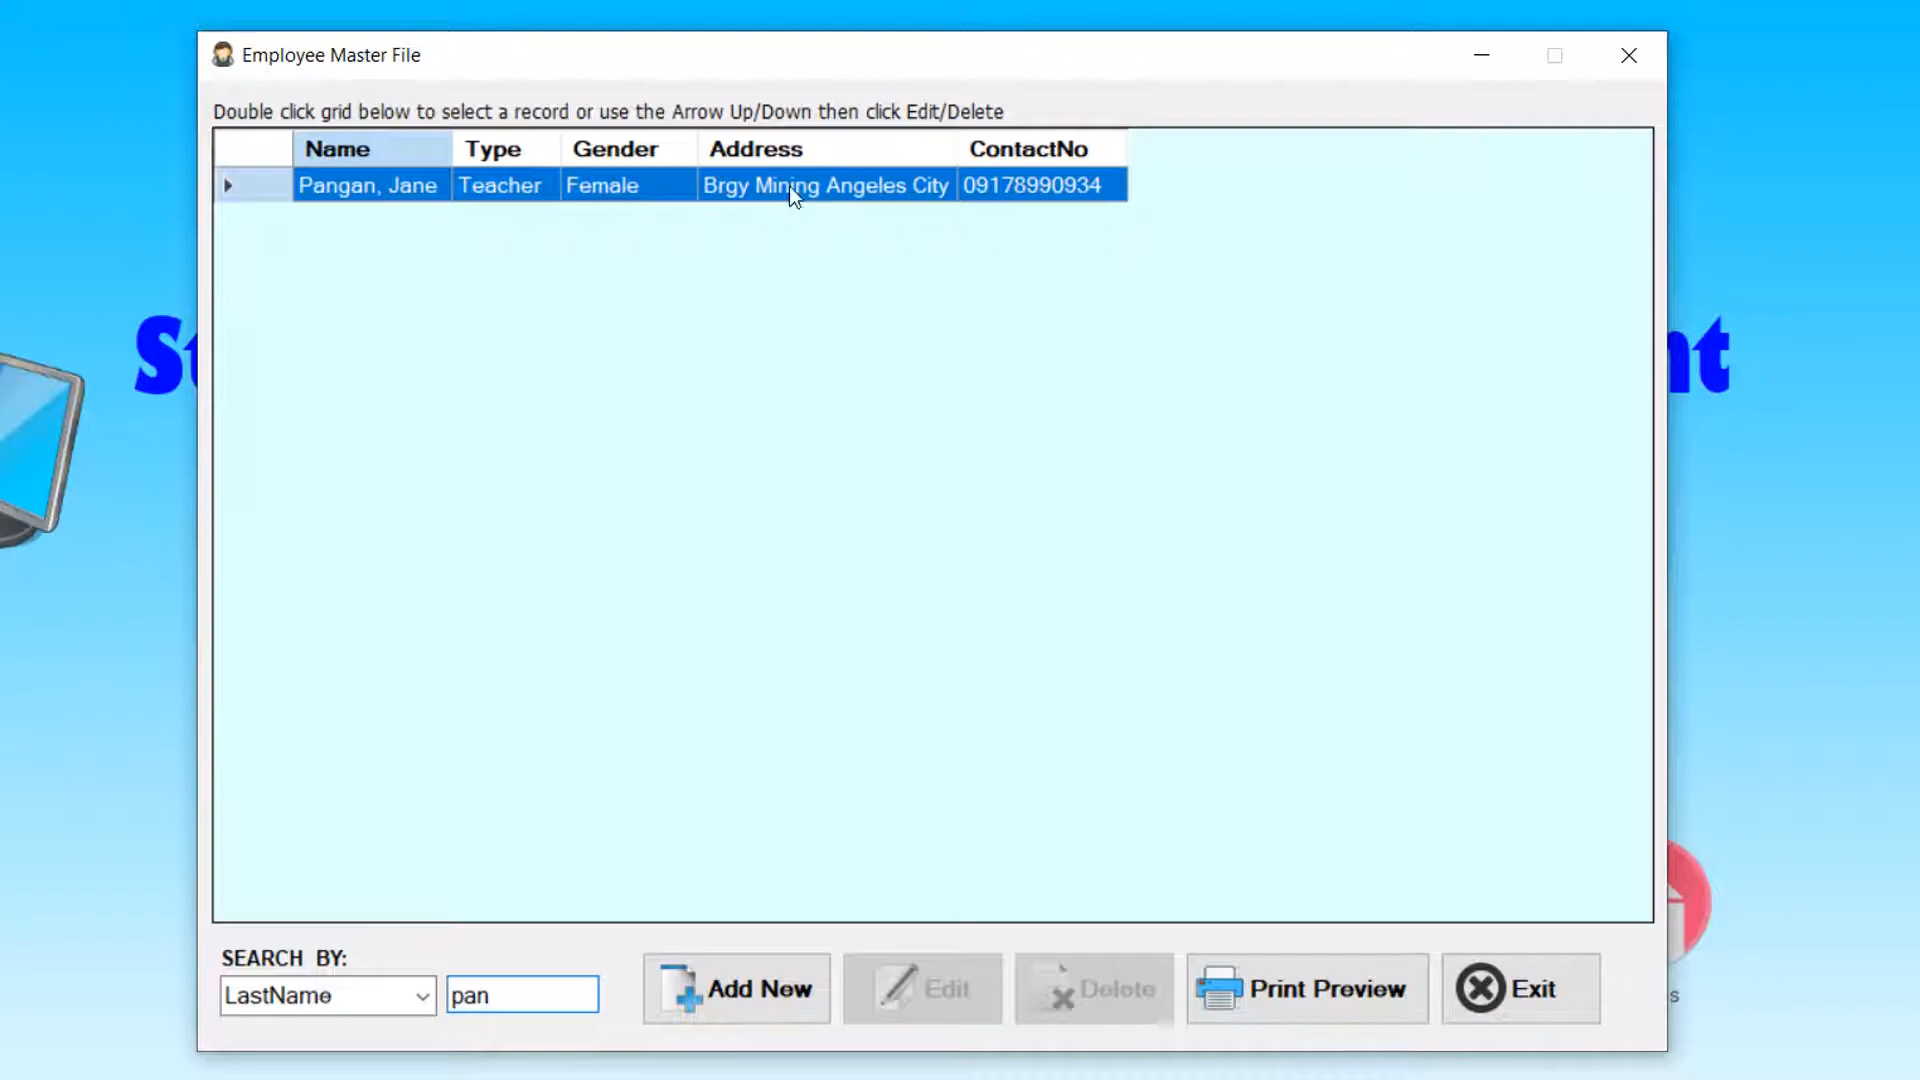 Employee Master File
Double click grid below to select a record or use the Arrow Up/Down then click Edit/Delete
Name Type Gender Address ContactNo
Pangan, Jane Teacher Female Brgy Mining Angeles City 09178990934
SEARCH BY:
LastName pan Add New Edit Delete Print Preview Exit